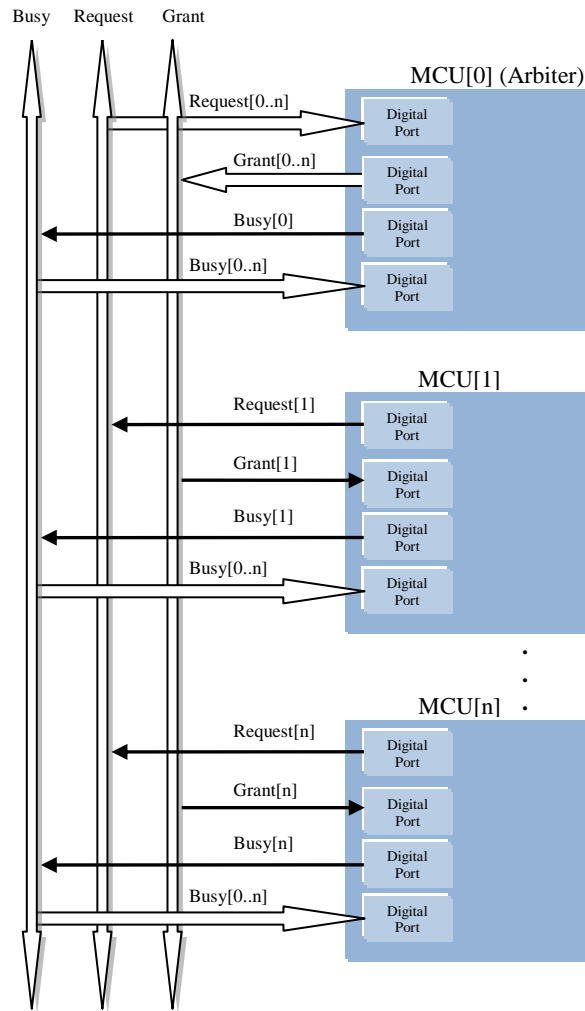 Busy Request Grant
MCU[0] (Arbiter)
Request[0..n]
Digital
Port
Grant[0..n]
Digital
Port
Busy[0]
Digital
Port
Busy[0..n]
Digital
Port
MCU[1]
Request[1]
Digital
Port
Grant[1]
Digital
Port
Busy[1]
Digital
Port
Busy[0..n]
Digital
Port
MCU[n]
Request[n]
Digital
Port
Grant[n]
Digital
Port
Busy[n]
Digital
Port
Busy[0..n]
Digital
Port